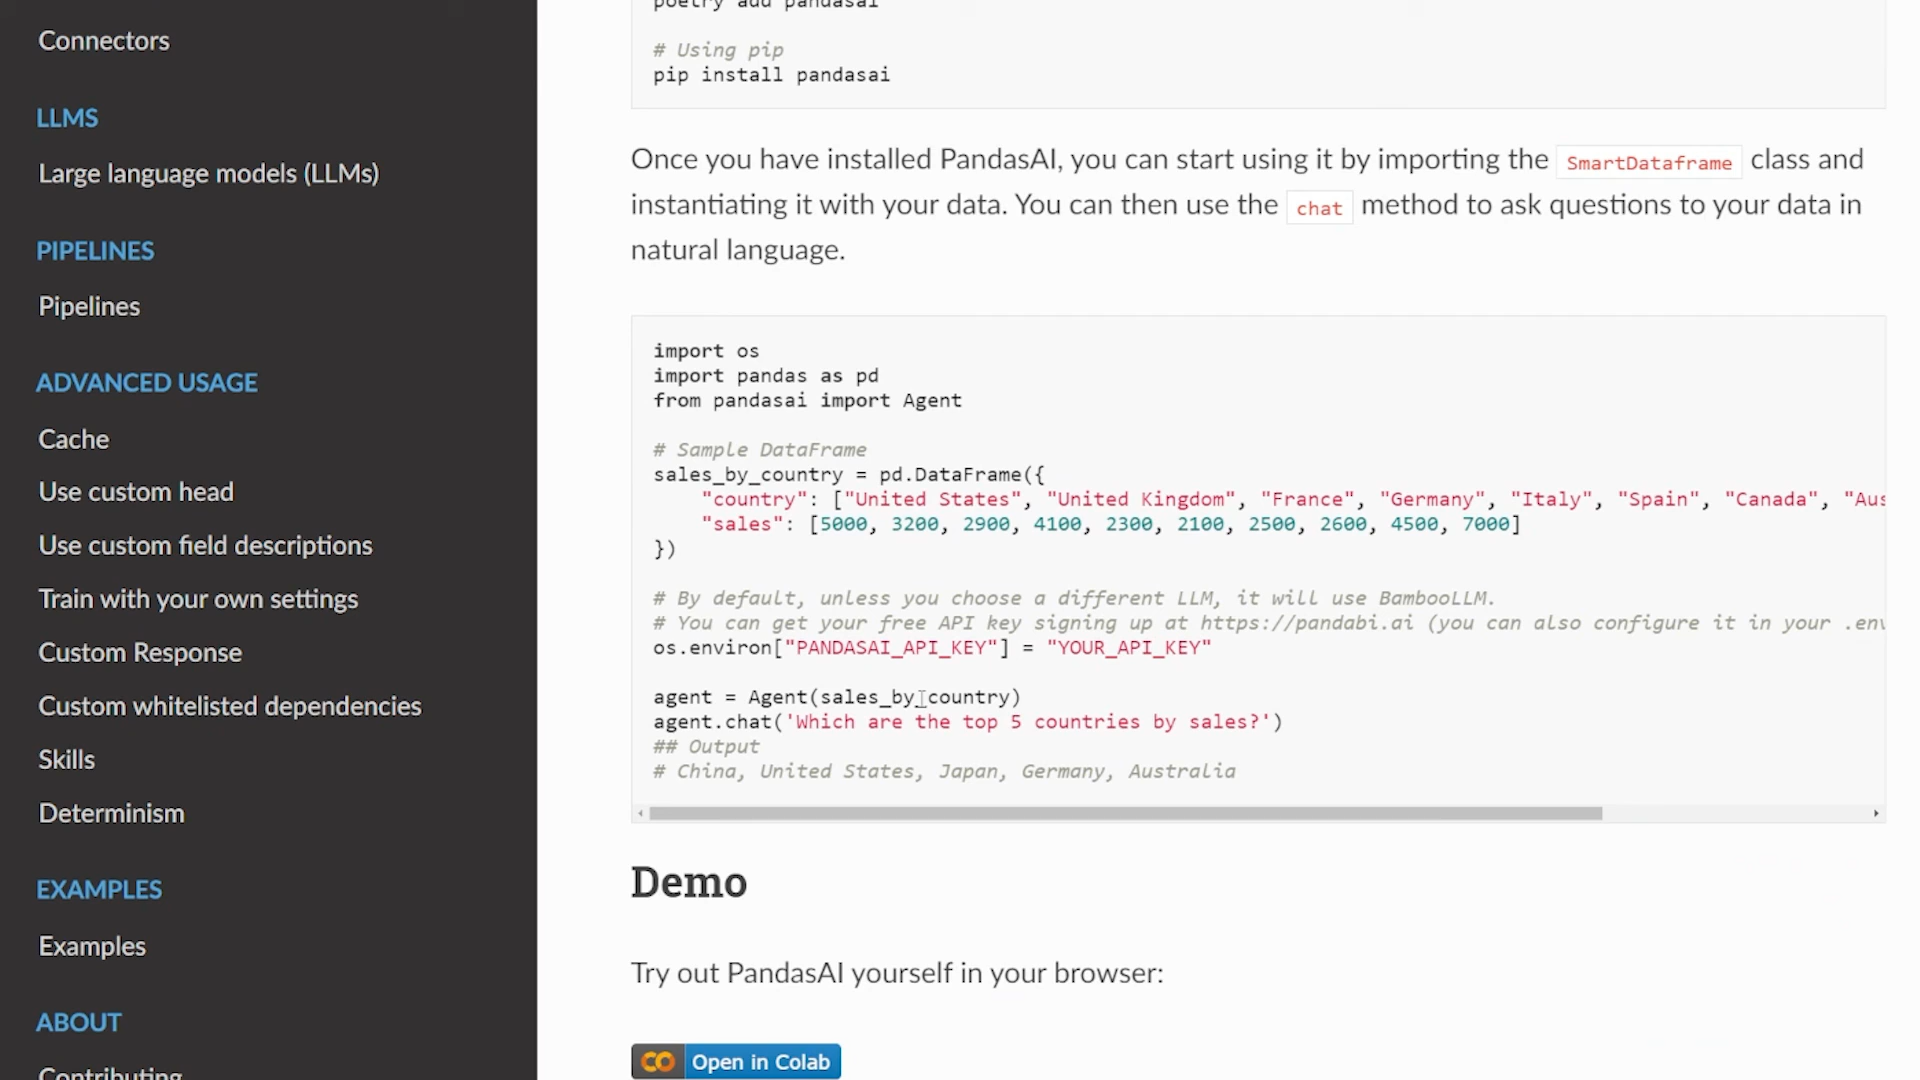 Connectors
LLMS
Large language models (LLMs)
PIPELINES
Pipelines
ADVANCED USAGE
Cache
Use custom head
Use custom field descriptions
Train with your own settings
Custom Response
Custom whitelisted dependencies
Skills
Determinism
EXAMPLES
Examples
ABOUT
Contributing
poetry add pandasai
# Using pip
pip install pandasai
Once you have installed PandasAI, you can start using it by importing the SmartDataframe class and
instantiating it with your data. You can then use the chat method to ask questions to your data in
natural language.
import os
import pandas as pd
from pandasai import Agent
# Sample DataFrame
sales_by_country = pd.DataFrame({
"country": ["United States", "United Kingdom", "France", "Germany", "Italy", "Spain", "Canada", "Aus
"sales": [5000, 3200, 2900, 4100, 2300, 2100, 2500, 2600, 4500, 7000]
})
# By default, unless you choose a different LLM, it will use BambooLLM.
# You can get your free API key signing up at https://pandabi.ai (you can also configure it in your .env
os.environ["PANDASAI_API_KEY"] = "YOUR_API_KEY"
agent = Agent(sales_by_country)
agent.chat('Which are the top 5 countries by sales?')
## Output
# China, United States, Japan, Germany, Australia
Demo
Try out PandasAI yourself in your browser:
Open in Colab